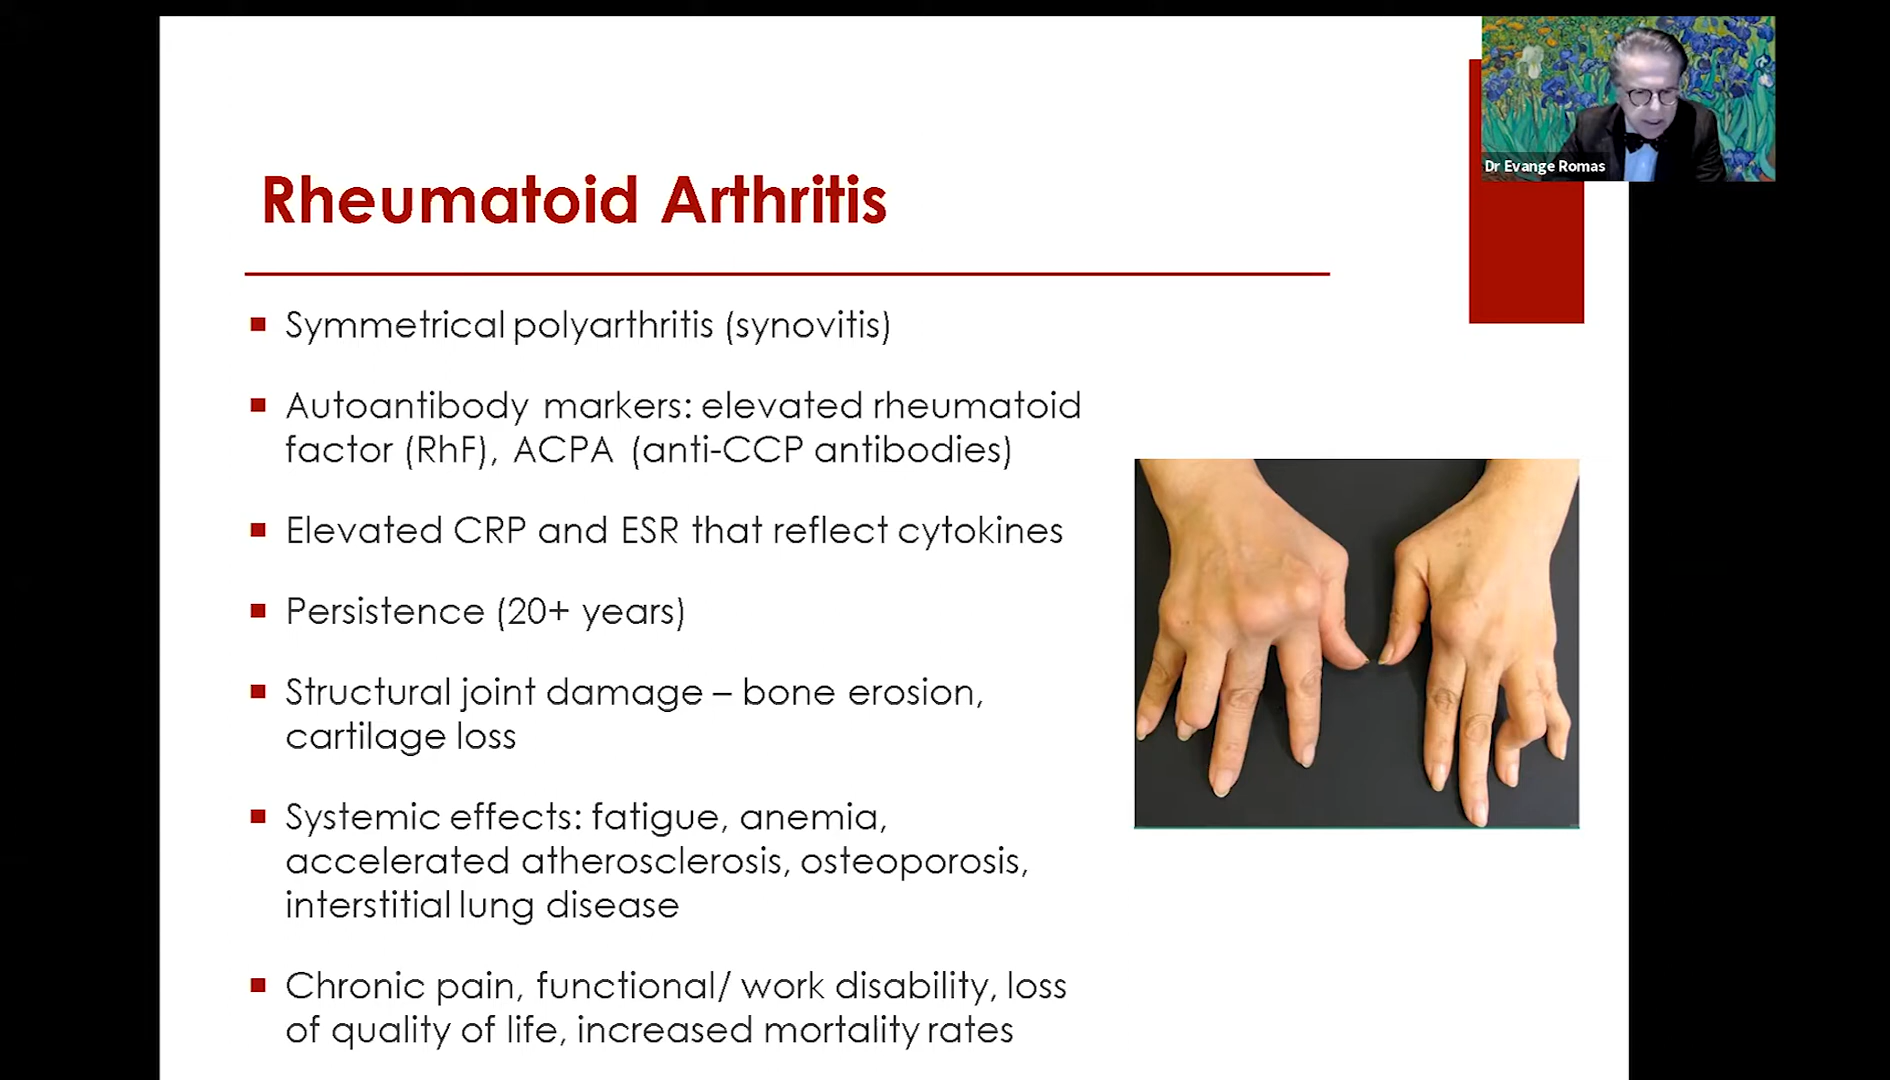 Dr Evange Romas
Rheumatoid Arthritis
Symmetrical polyarthritis (synovitis)
Autoantibody markers: elevated rheumatoid
factor (RhF), ACPA (anti-CCP antibodies)
Elevated CRP and ESR that reflect cytokines
Persistence (20+ years)
Structural joint damage – bone erosion,
cartilage loss
Systemic effects: fatigue, anemia,
accelerated atherosclerosis, osteoporosis,
interstitial lung disease
Chronic pain, functional/ work disability, loss
of quality of life, increased mortality rates